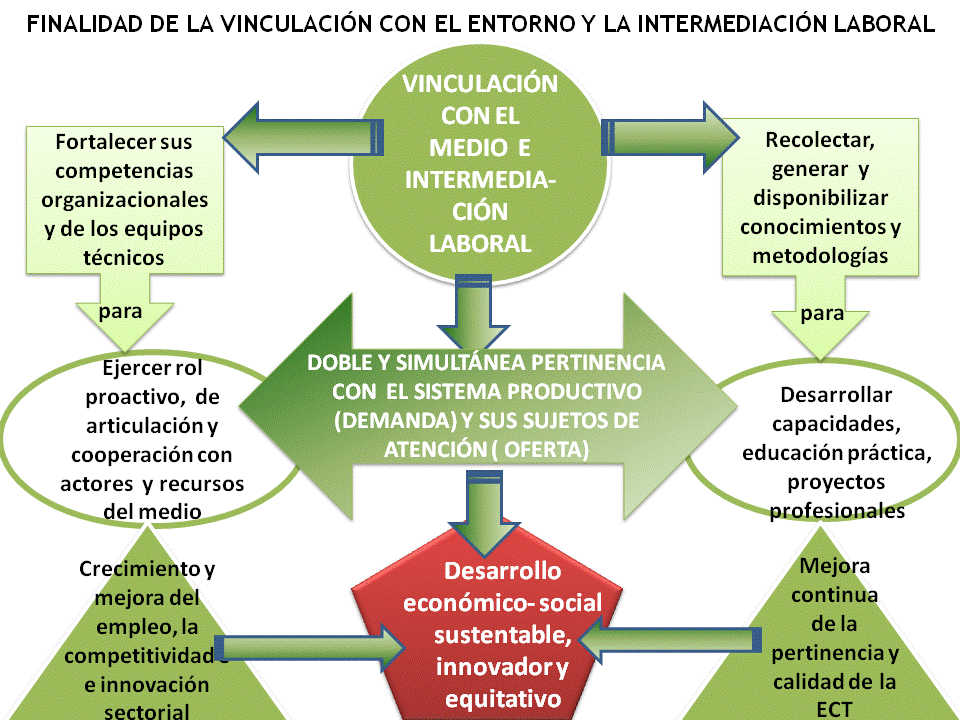 FINALIDAD DE LA VINCULACIÓN CON EL ENTORNO Y LA INTERMEDIACIÓN LABORAL
VINCULACIÓN
CON EL
MEDIO E
INTERMEDIA-
CIÓN
LABORAL
Fortalecer sus
competencias
organizacionales
y de los equipos
técnicos
Recolectar,
generar y
disponibilizar
conocimientos y
metodologías
para
para
Ejercer rol
proactivo, de
articulación y
cooperación con
actores y recursos
del medio
DOBLE Y SIMULTÁNEA PERTINENCIA
CON EL SISTEMA PRODUCTIVO
(DEMANDA) Y SUS SUJETOS DE
ATENCIÓN ( OFERTA)
Desarrollar
capacidades,
educación práctica,
proyectos
profesionales
Crecimiento y
mejora del
empleo, la
competitividad
e innovación
sectorial
Desarrollo
económico- social
sustentable,
innovador y
equitativo
Mejora
continua
de la
pertinencia y
calidad de la
ECT